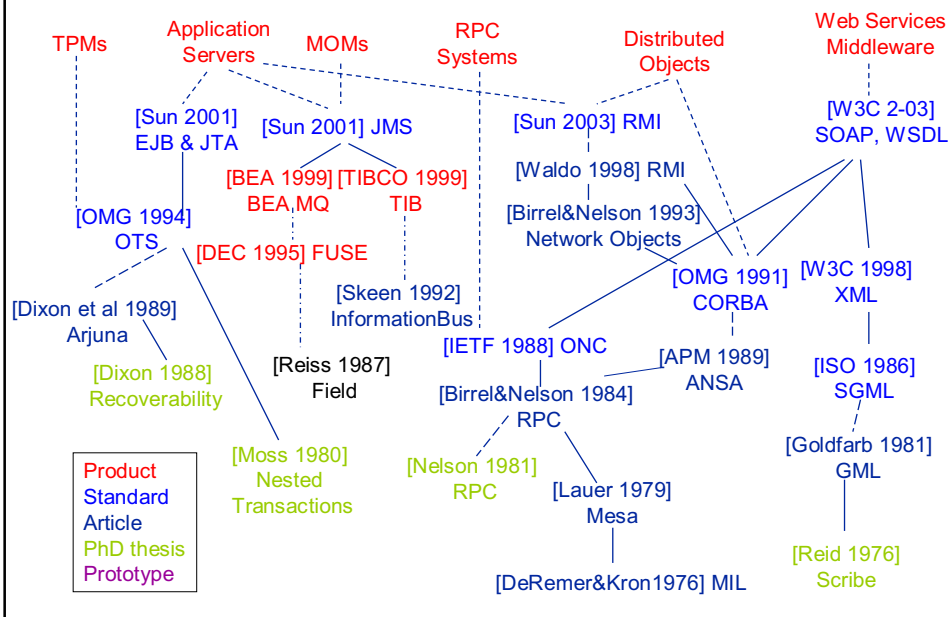 TPMs
Application
Servers
MOMs
RPC
Systems
Distributed
Objects
Web Services
Middleware
[Sun 2001]
EJB & JTA
[Sun 2001] JMS
[Sun 2003] RMI
[W3C 2-03]
SOAP, WSDL
[BEA 1999]
BEA MQ
[TIBCO 1999]
TIB
[Waldo 1998] RMI
[OMG 1994]
OTS
[Birrel&Nelson 1993]
Network Objects
[DEC 1995] FUSE
[OMG 1991]
CORBA
[W3C 1998]
XML
[Dixon et al 1989]
Arjuna
[Skeen 1992]
InformationBus
[IETF 1988] ONC
[APM 1989]
ANSA
[Dixon 1988]
Recoverability
[Reiss 1987]
Field
[Birrel&Nelson 1984]
RPC
[ISO 1986]
SGML
[Moss 1980]
Nested
Transactions
[Nelson 1981]
RPC
[Goldfarb 1981]
GML
[Lauer 1979]
Mesa
[Reid 1976]
Scribe
[DeRemer&Kron1976] MIL
Product
Standard
Article
PhD thesis
Prototype